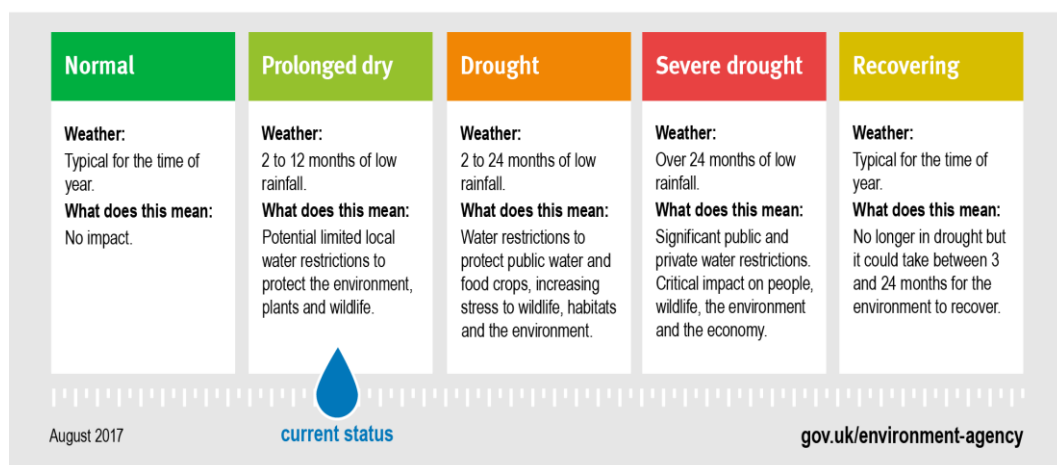 Normal
Weather:
Typical for the time of
year.
What does this mean:
No impact.
Prolonged dry
Weather:
2 to 12 months of low
rainfall.
What does this mean:
Potential limited local
water restrictions to
protect the environment,
plants and wildlife.
Drought
Weather:
2 to 24 months of low
rainfall.
What does this mean:
Water restrictions to
protect public water and
food crops, increasing
stress to wildlife, habitats
and the environment.
Severe drought
Weather:
Over 24 months of low
rainfall.
What does this mean:
Significant public and
private water restrictions.
Critical impact on people,
wildlife, the environment
and the economy.
Recovering
Weather:
Typical for the time of
year.
What does this mean:
No longer in drought but
it could take between 3
and 24 months for the
environment to recover.
August 2017
current status
gov.uk/environment-agency